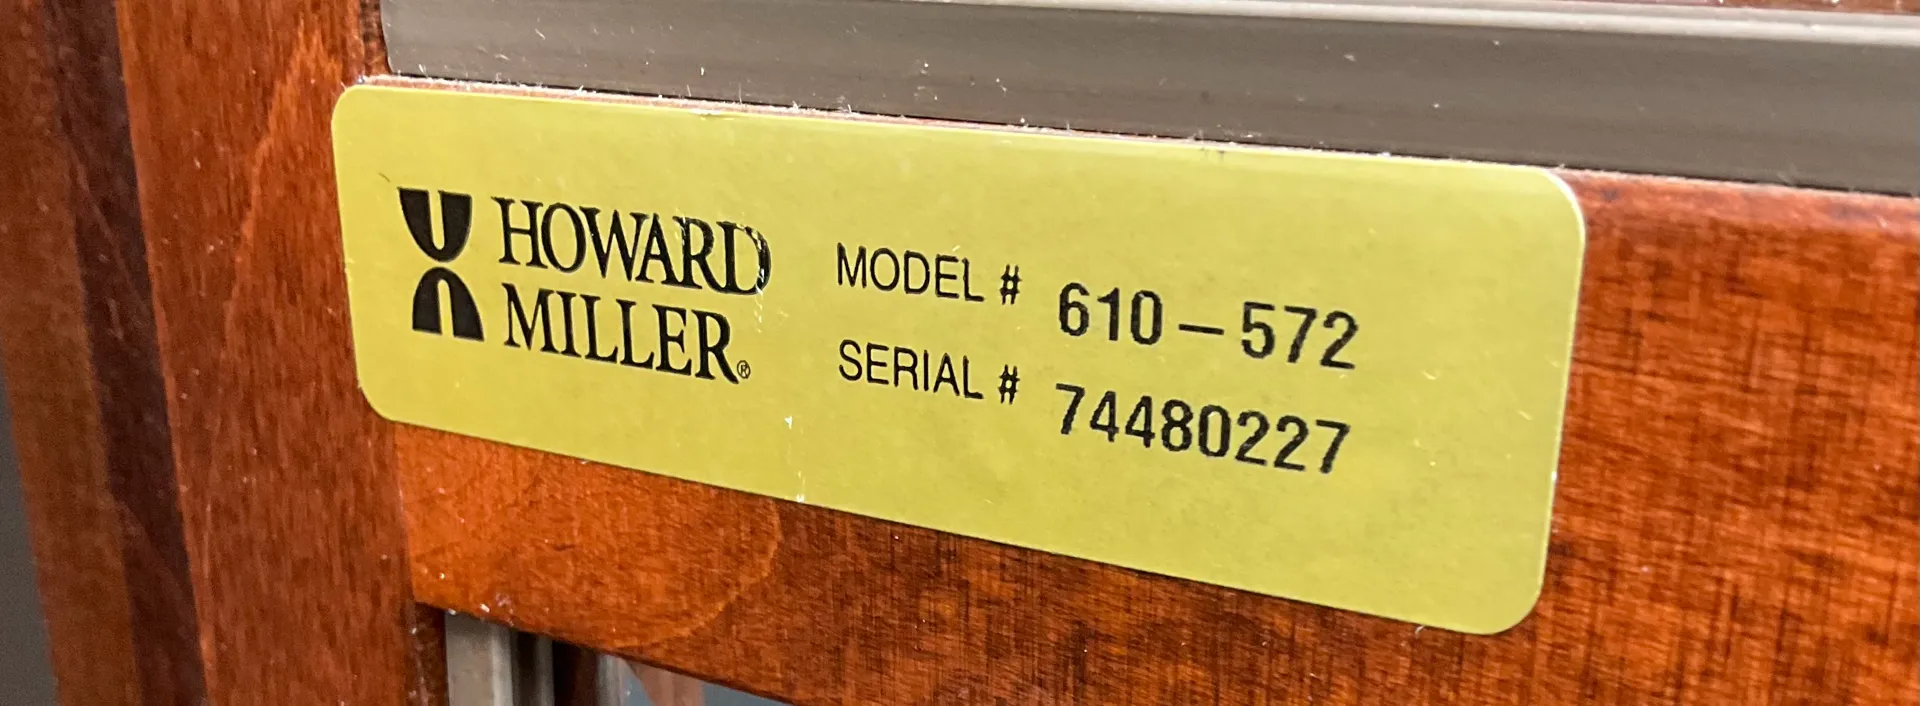 HOWARD
MILLER®
MODEL # 610-572
SERIAL # 74480227